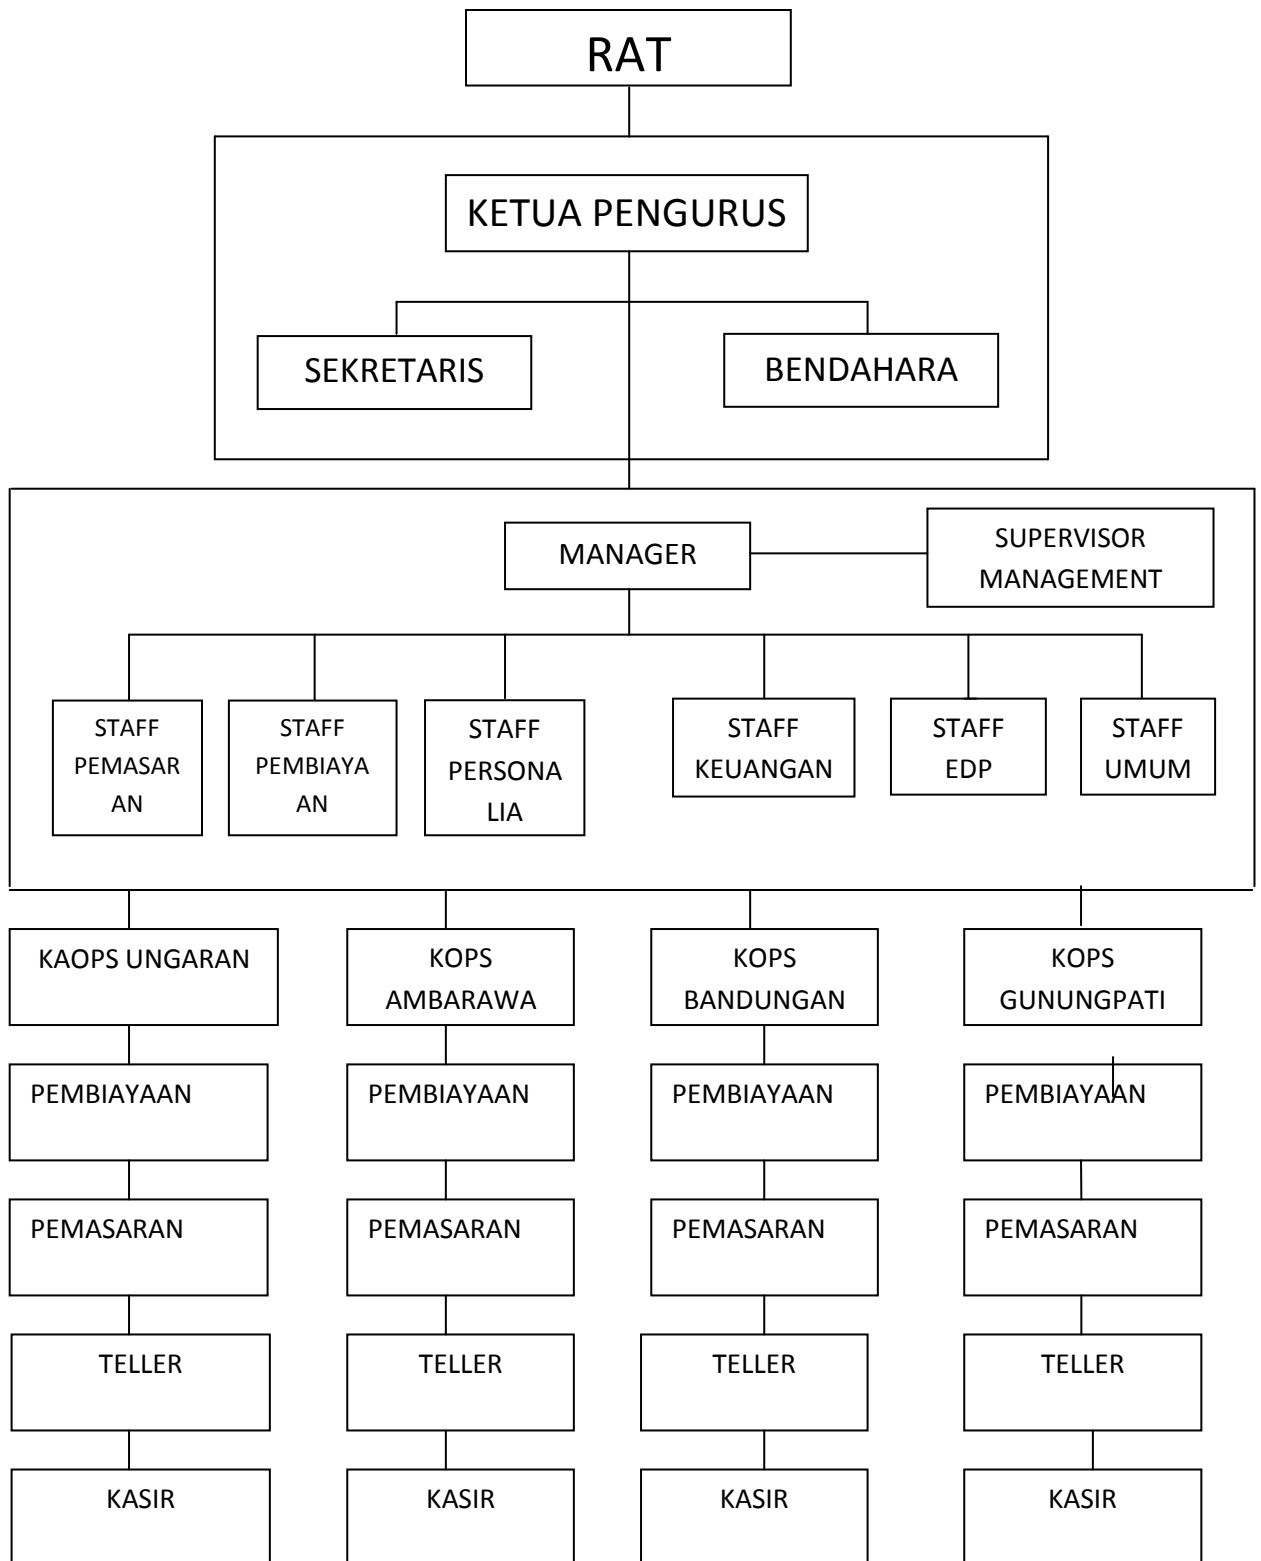 RAT
KETUA PENGURUS
SEKRETARIS
BENDAHARA
MANAGER
SUPERVISOR
MANAGEMENT
STAFF
PEMASAR
AN
STAFF
PEMBIAYA
AN
STAFF
PERSONA
LIA
STAFF
KEUANGAN
STAFF
EDP
STAFF
UMUM
KAOPS UNGARAN
KOPS
AMBARAWA
KOPS
BANDUNGAN
KOPS
GUNUNGPATI
PEMBIAYAAN
PEMBIAYAAN
PEMBIAYAAN
PEMBIAYAAN
PEMASARAN
PEMASARAN
PEMASARAN
PEMASARAN
TELLER
TELLER
TELLER
TELLER
KASIR
KASIR
KASIR
KASIR